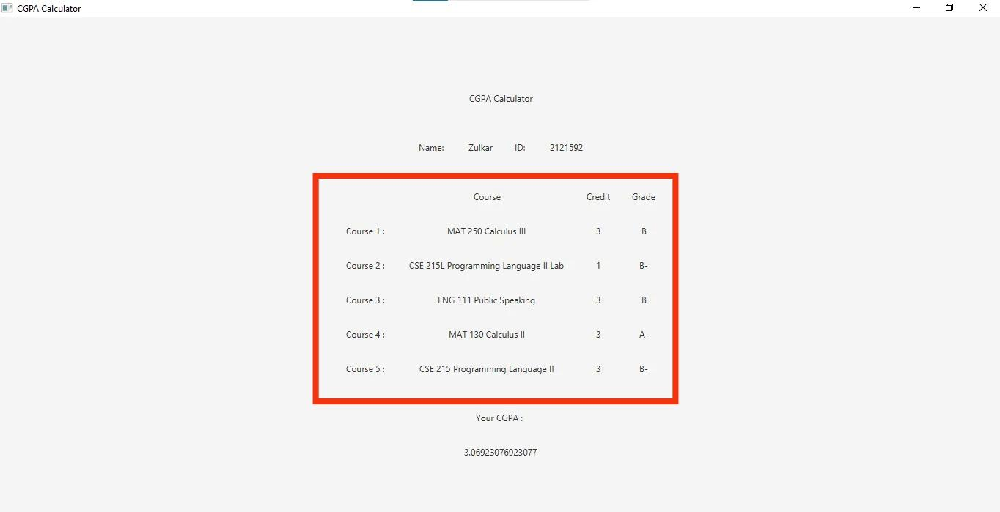 CGPA Calculator
CGPA Calculator
Name: Zulkar ID: 2121592
Course Credit Grade
Course 1 : MAT 250 Calculus III 3 B
Course 2 : CSE 215L Programming Language II Lab 1 B-
Course 3 : ENG 111 Public Speaking 3 B
Course 4 : MAT 130 Calculus II 3 A-
Course 5 : CSE 215 Programming Language II 3 B-
Your CGPA :
3.06923076923077